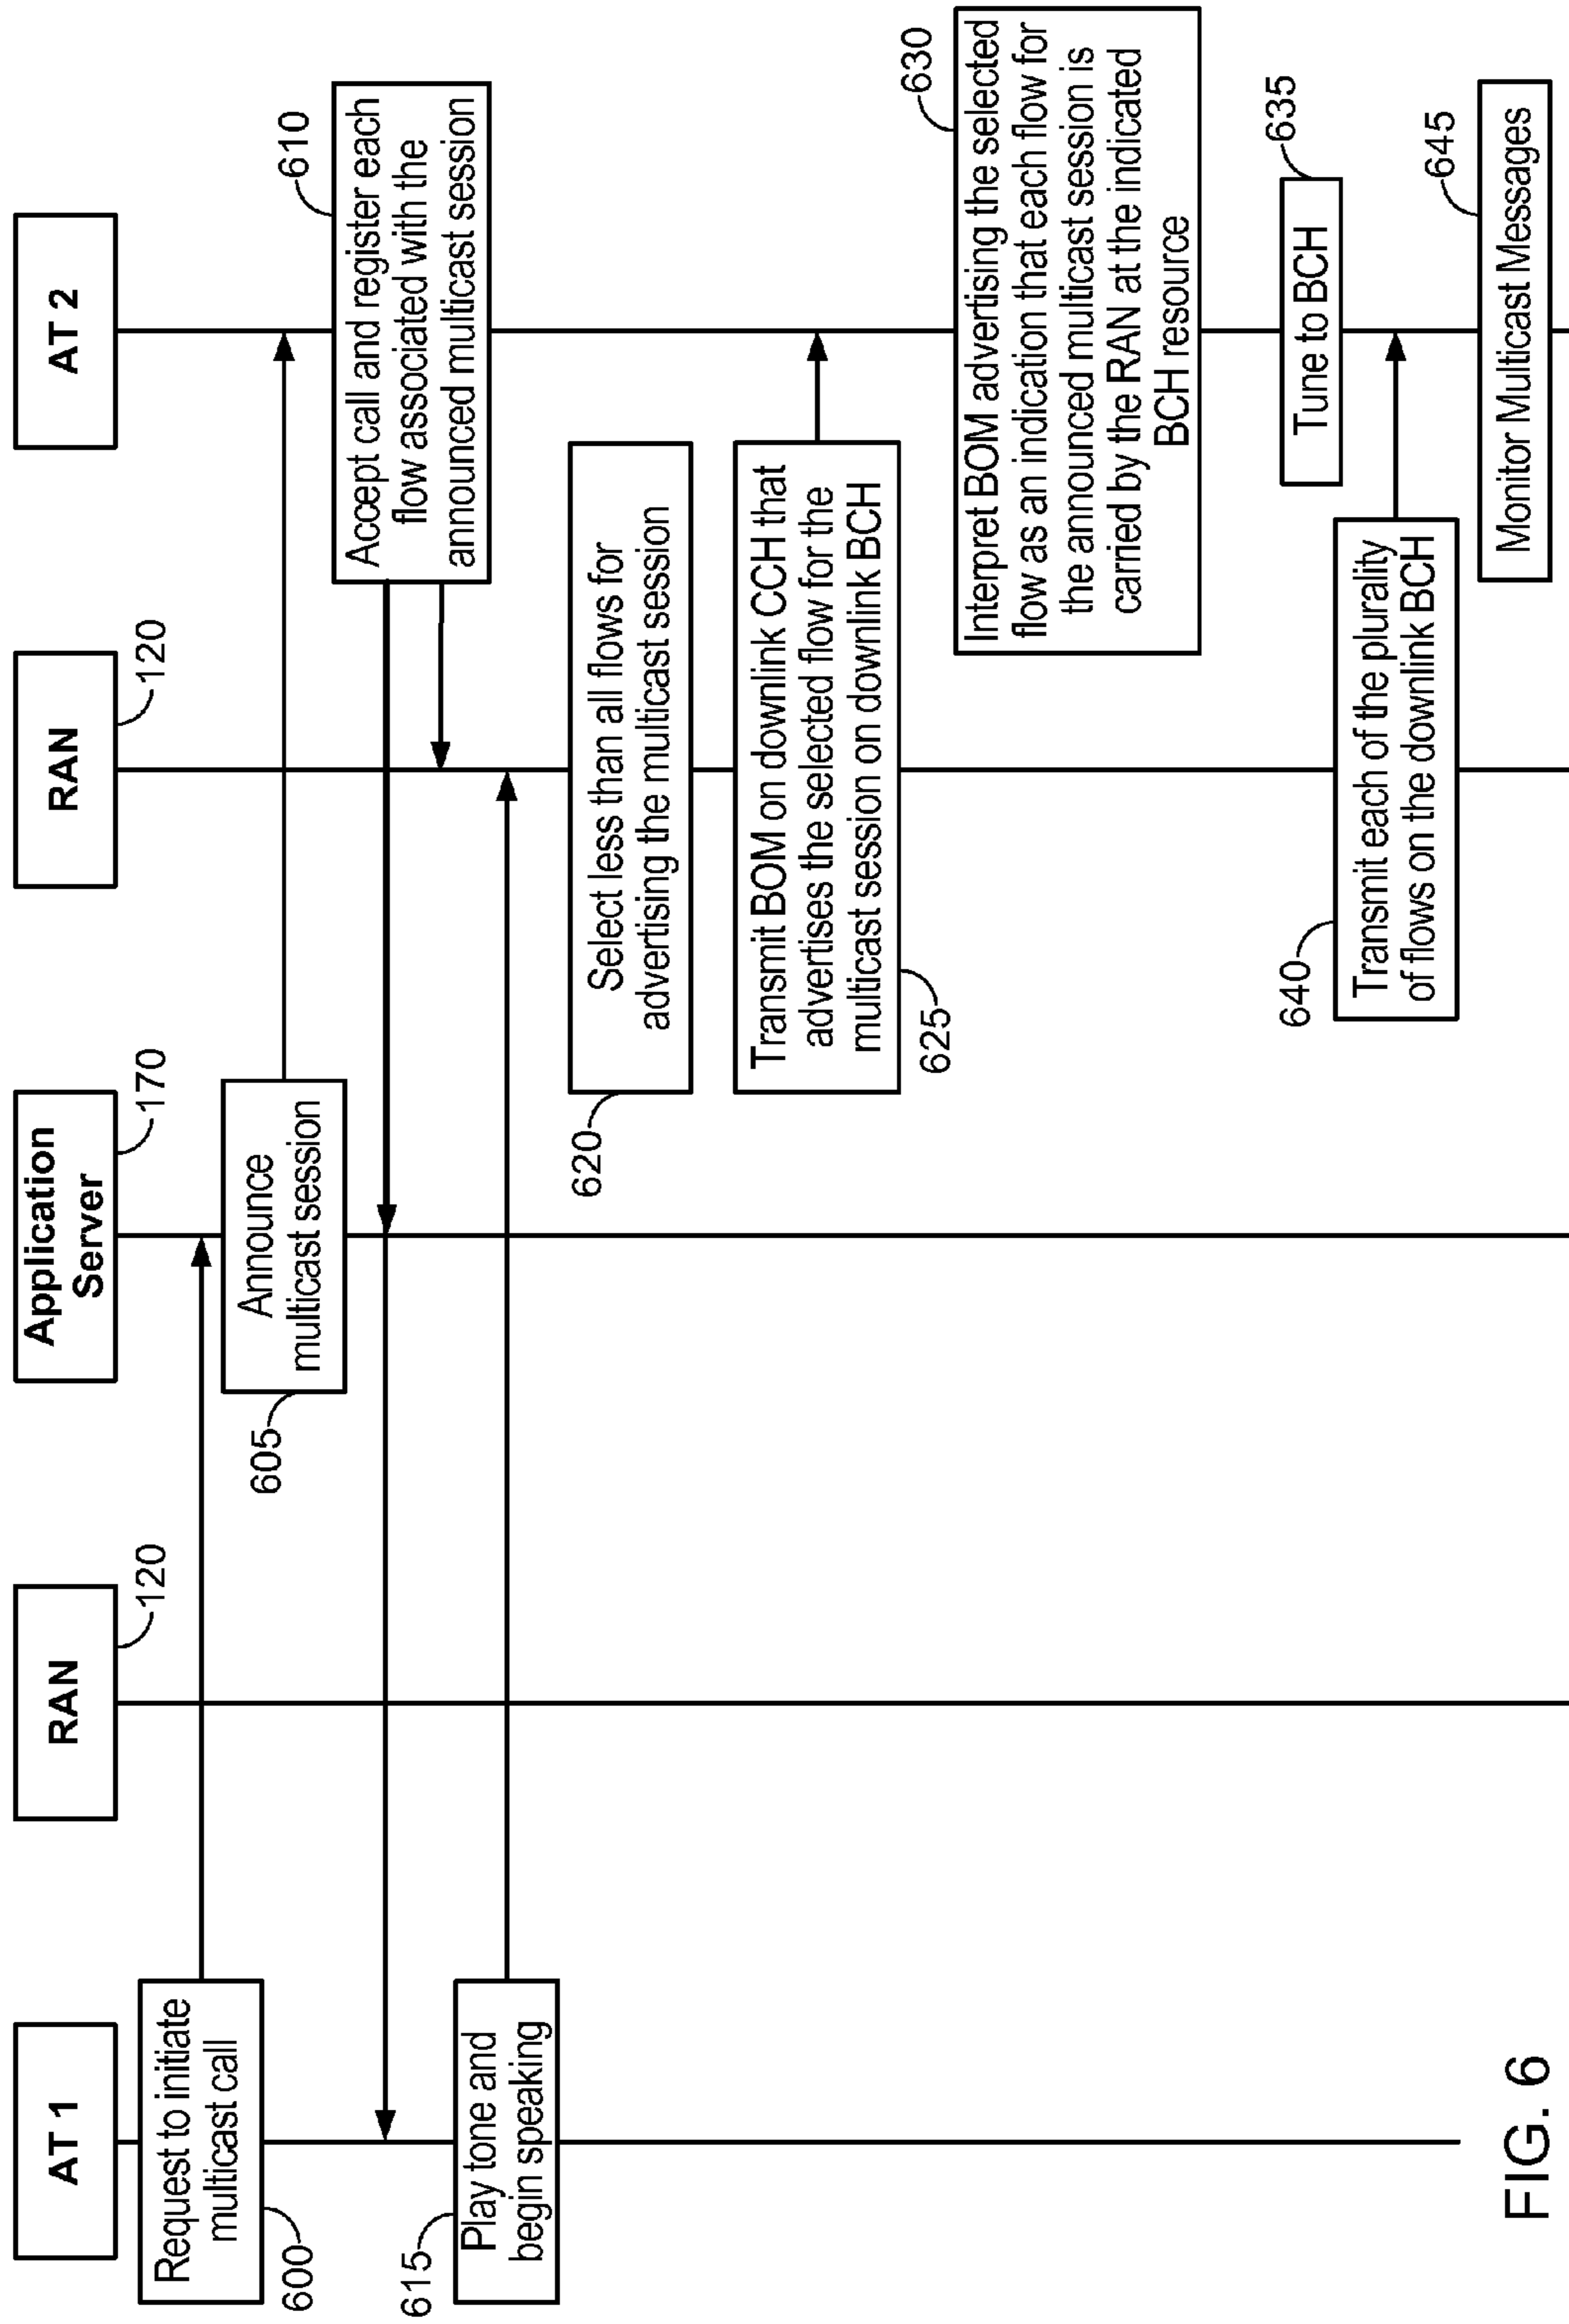 AT 1
RAN
120
Application
Server
170
RAN
120
AT 2
Request to initiate
multicast call
600
Announce
multicast session
605
Accept call and register each
flow associated with the
announced multicast session
610
Play tone and
begin speaking
615
Select less than all flows for
advertising the multicast session
620
Transmit BOM on downlink CCH that
advertises the selected flow for the
multicast session on downlink BCH
625
Interpret BOM advertising the selected
flow as an indication that each flow for
the announced multicast session is
carried by the RAN at the indicated
BCH resource
630
Tune to BCH
635
Transmit each of the plurality
of flows on the downlink BCH
640
Monitor Multicast Messages
645
FIG. 6